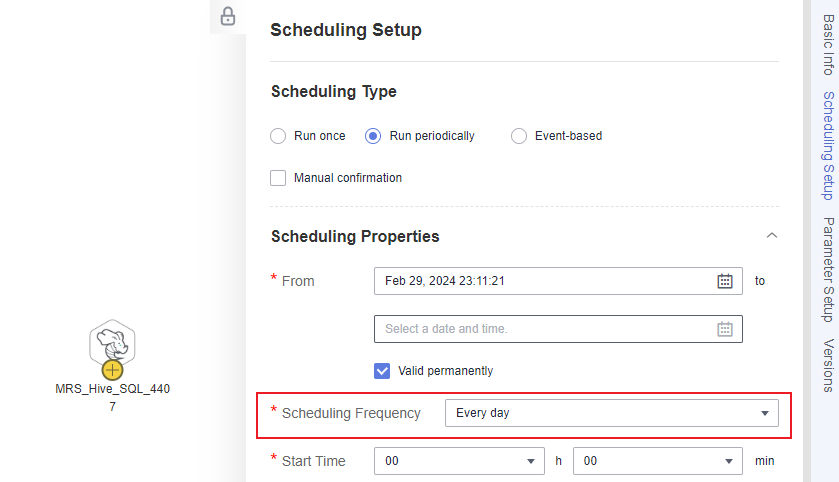 Scheduling Setup
Scheduling Type
Run once
Run periodically
Event-based
Manual confirmation
Scheduling Properties
* From
Feb 29, 2024 23:11:21
to
Select a date and time.
Valid permanently
* Scheduling Frequency
Every day
* Start Time
00
h
00
min
MRS_Hive_SQL_440
7
Basic Info
Scheduling Setup
Parameter Setup
Versions